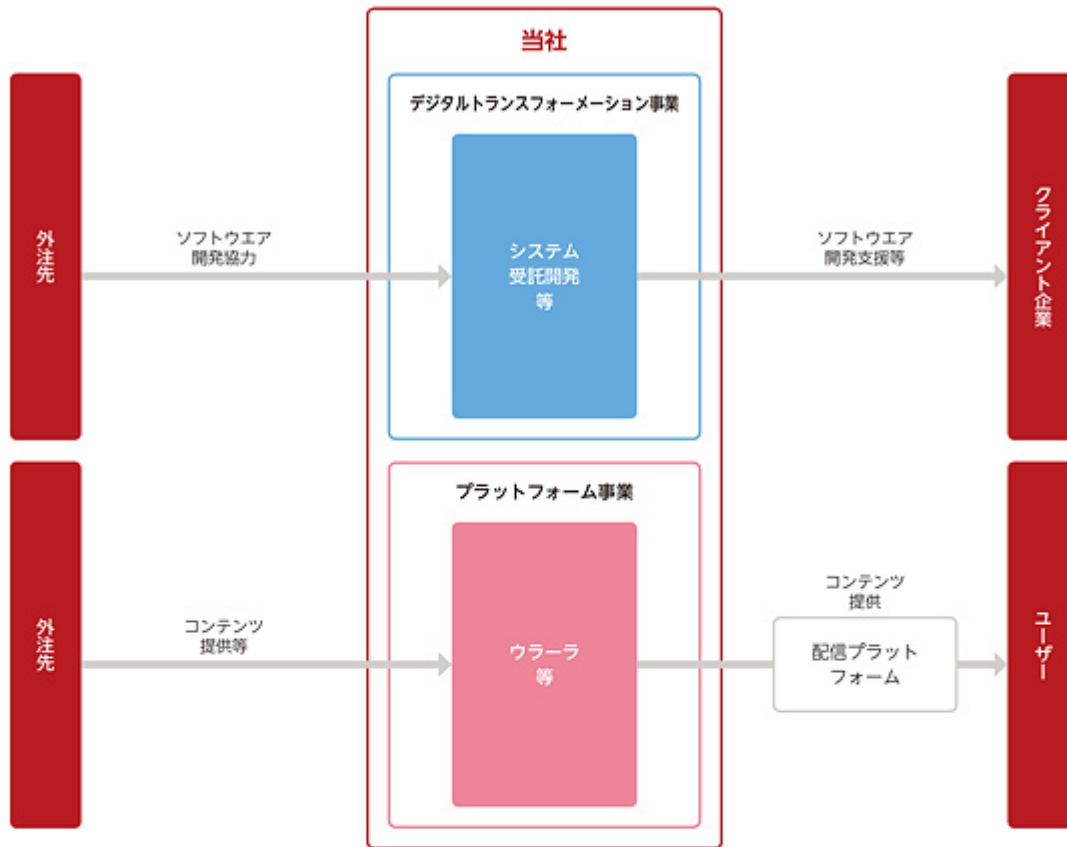 当社
デジタルトランスフォーメーション事業
外注先
ソフトウエア
開発協力
システム
受託開発
等
ソフトウエア
開発支援等
クライアント企業
プラットフォーム事業
外注先
コンテンツ
提供等
ウラーラ
等
コンテンツ
提供
配信プラット
フォーム
ユーザー